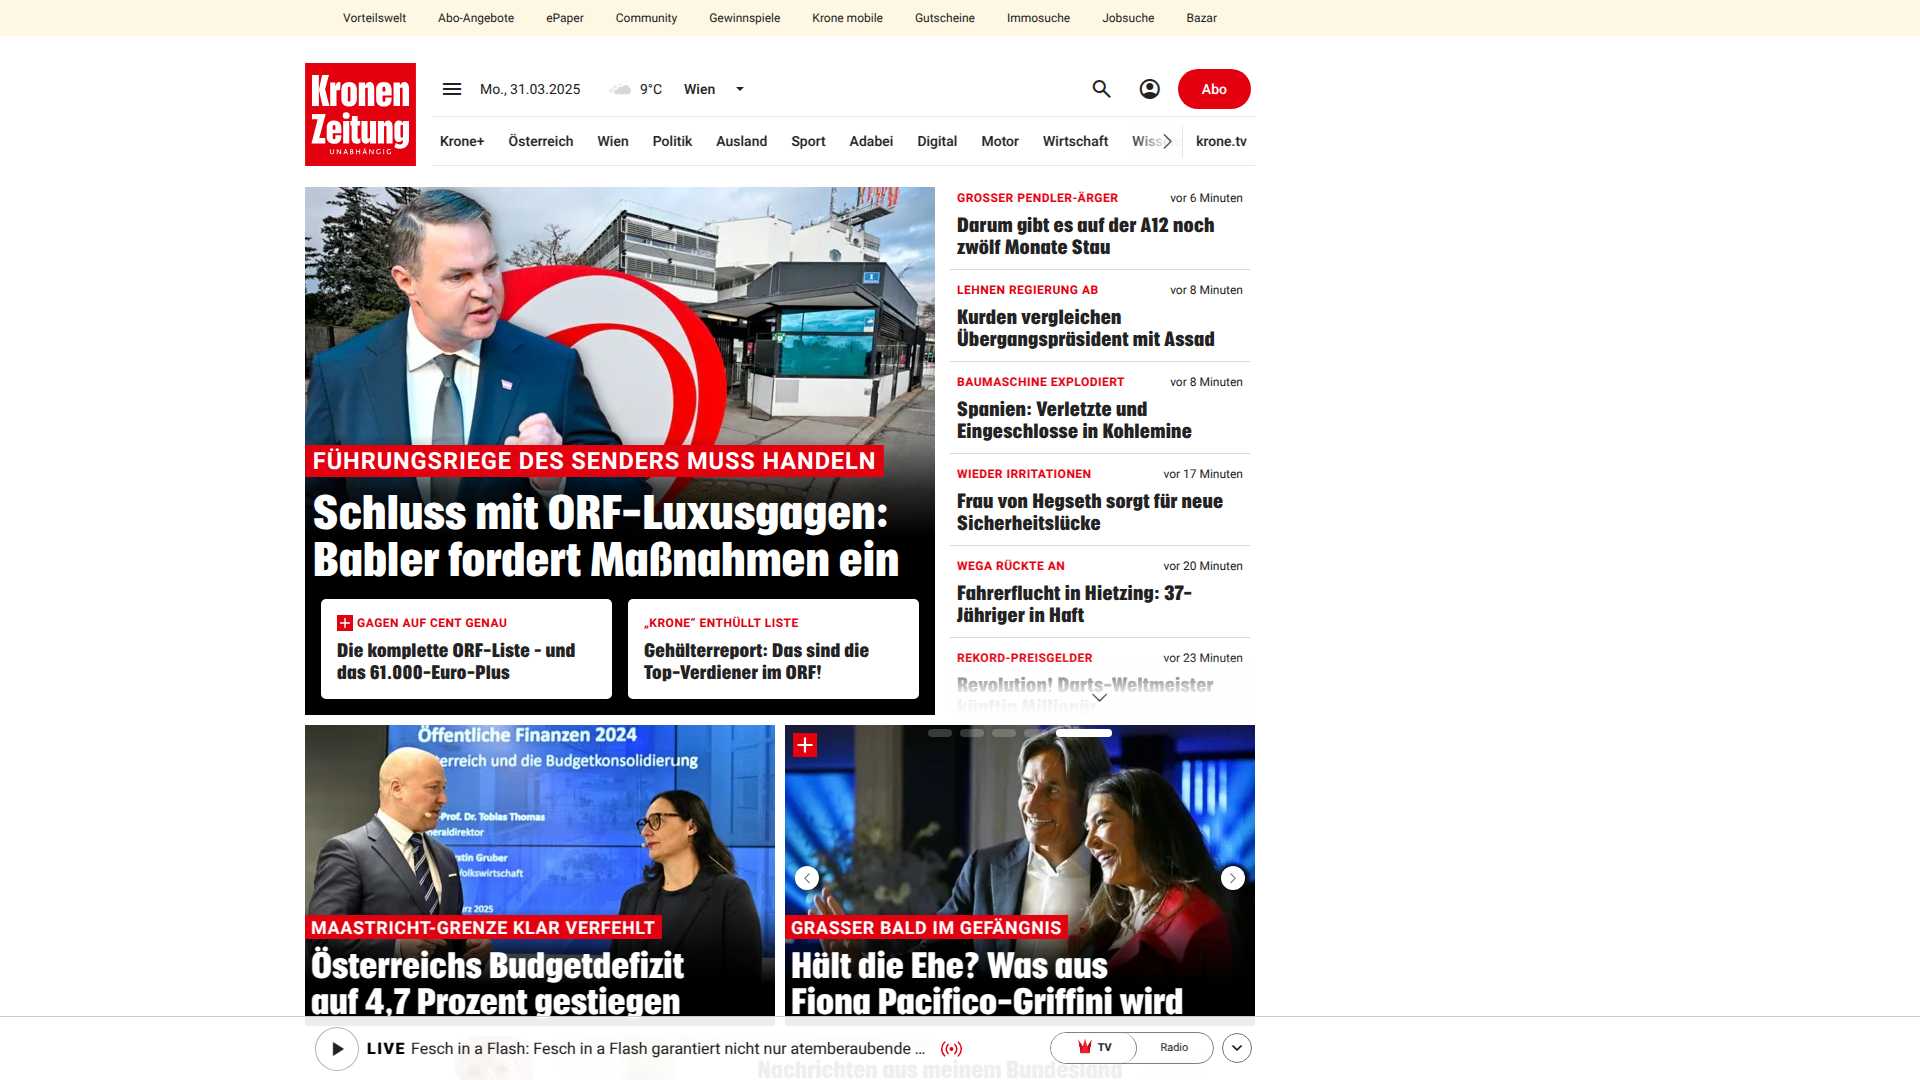 Vorteilswelt Abo-Angebote ePaper Community Gewinnspiele Krone mobile Gutscheine Immosuche Jobsuche Bazar
Kronen
Zeitung
UNABHÄNGIG
Mo., 31.03.2025 9°C Wien
Abo
Krone+ Österreich Wien Politik Ausland Sport Adabei Digital Motor Wirtschaft Wiss krone.tv
FÜHRUNGSRIEGE DES SENDERS MUSS HANDELN
Schluss mit ORF-Luxusgagen:
Babler fordert Maßnahmen ein
GAGEN AUF CENT GENAU
Die komplette ORF-Liste - und
das 61.000-Euro-Plus
„KRONE“ ENTHÜLLT LISTE
Gehälterreport: Das sind die
Top-Verdiener im ORF!
GROSSER PENDLER-ÄRGER vor 6 Minuten
Darum gibt es auf der A12 noch
zwölf Monate Stau
LEHNEN REGIERUNG AB vor 8 Minuten
Kurden vergleichen
Übergangspräsident mit Assad
BAUMASCHINE EXPLODIERT vor 8 Minuten
Spanien: Verletzte und
Eingeschlosse in Kohlemine
WIEDER IRRITATIONEN vor 17 Minuten
Frau von Hegseth sorgt für neue
Sicherheitslücke
WEGA RÜCKTE AN vor 20 Minuten
Fahrerflucht in Hietzing: 37-
Jähriger in Haft
REKORD-PREISGELDER vor 23 Minuten
Revolution! Darts-Weltmeister
künftig Millionär
Öffentliche Finanzen 2024
erreich und die Budgetkonsolidierung
-Prof. Dr. Tobias Thomas
neraldirektor
stin Gruber
Volkswirtschaft
ärz 2025
MAASTRICHT-GRENZE KLAR VERFEHLT
Österreichs Budgetdefizit
auf 4,7 Prozent gestiegen
GRASSER BALD IM GEFÄNGNIS
Hält die Ehe? Was aus
Fiona Pacifico-Griffini wird
LIVE Fesch in a Flash: Fesch in a Flash garantiert nicht nur atemberaubende ...
TV Radio
Nachrichten aus meinem Bundesland